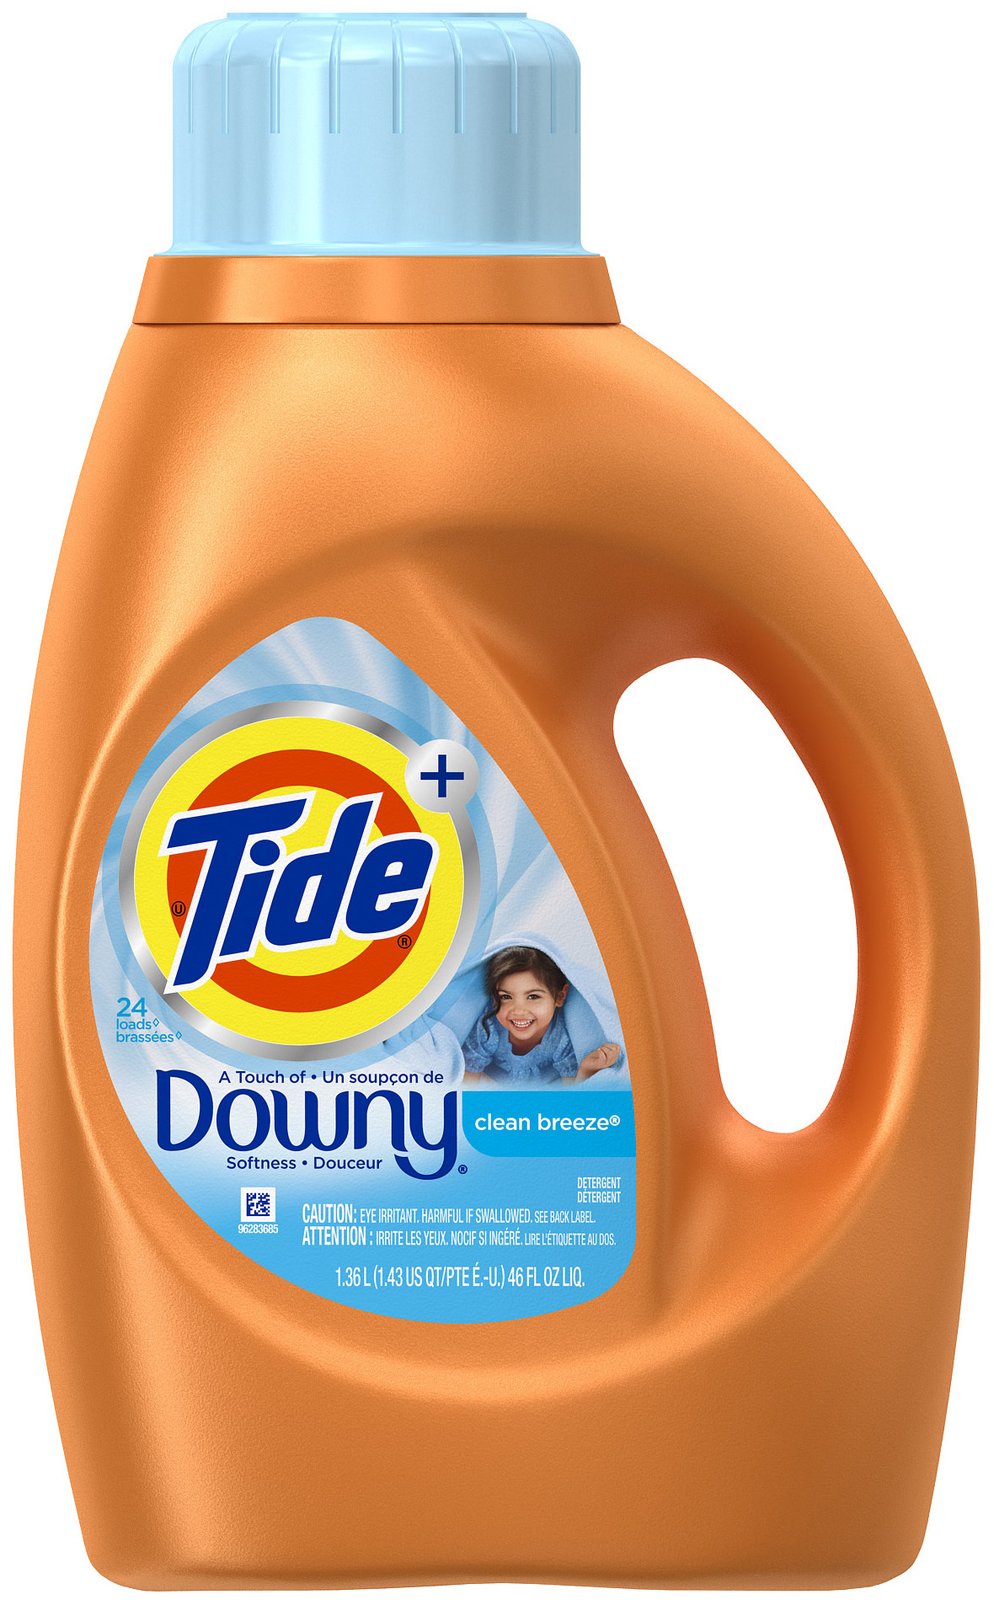 +
Tide®
Ⓤ
24
loads◊
brassées◊
A Touch of • Un soupçon de
Downy®
Softness • Douceur
clean breeze®
DETERGENT
DÉTERGENT
96283685
CAUTION: EYE IRRITANT. HARMFUL IF SWALLOWED. SEE BACK LABEL.
ATTENTION : IRRITE LES YEUX. NOCIF SI INGÉRÉ. LIRE L'ÉTIQUETTE AU DOS.
1.36 L (1.43 US QT/PTE É.-U.) 46 FL OZ LIQ.